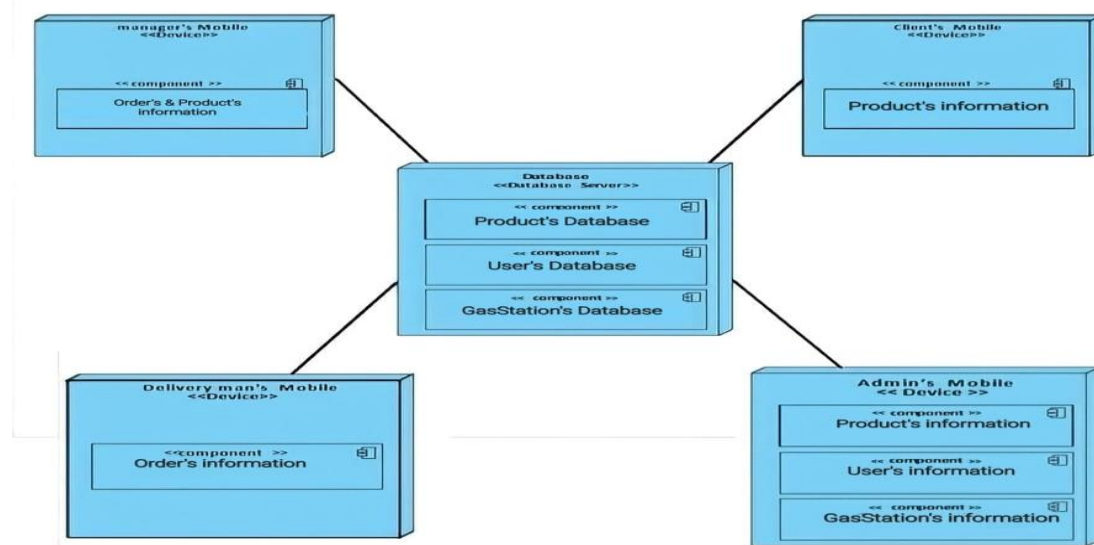 manager's Mobile
<<Device>>
<< component >>
Order's & Product's
information
Client's Mobile
<<Device>>
<< component >>
Product's information
Database
<<Database Server>>
<< component >>
Product's Database
<< component >>
User's Database
<< component >>
GasStation's Database
Delivery man's Mobile
<<Device>>
<<component >>
Order's information
Admin's Mobile
<< Device >>
<< component >>
Product's information
<< component >>
User's information
<< component >>
GasStation's information